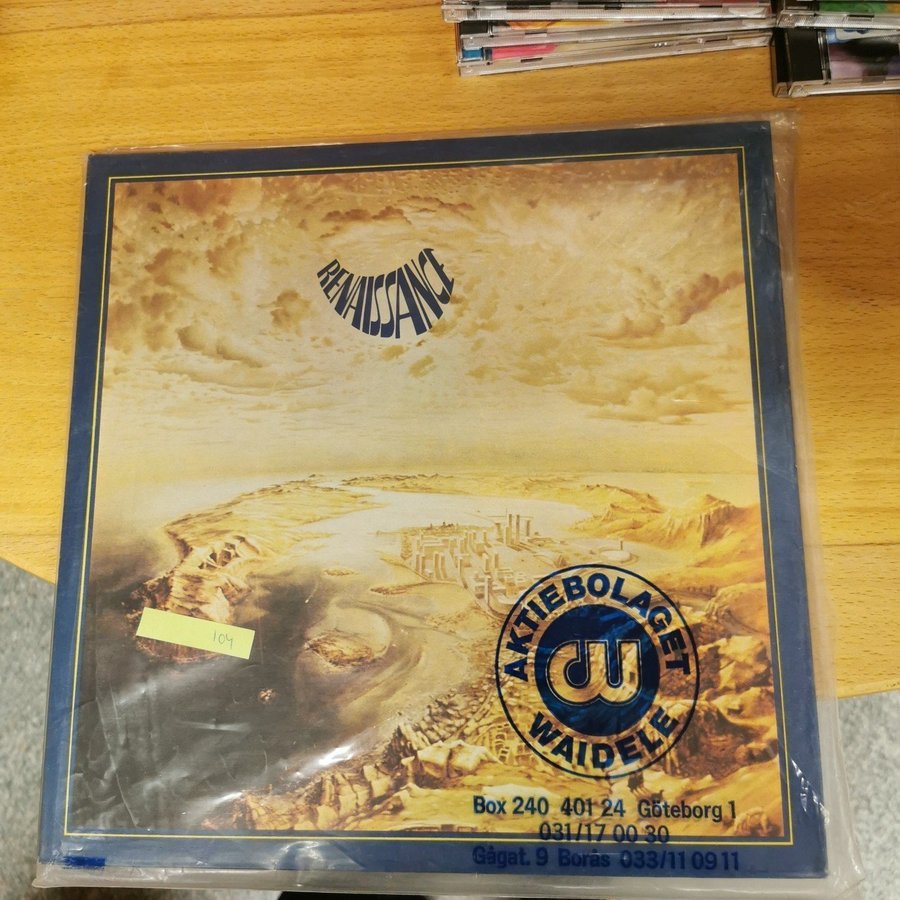 RENAISSANCE
104
AKTIEBOLAGET
WAIDELE
Box 240 401 24 Göteborg 1
031/17 00 30
Gågat. 9 Borås 033/11 09 11